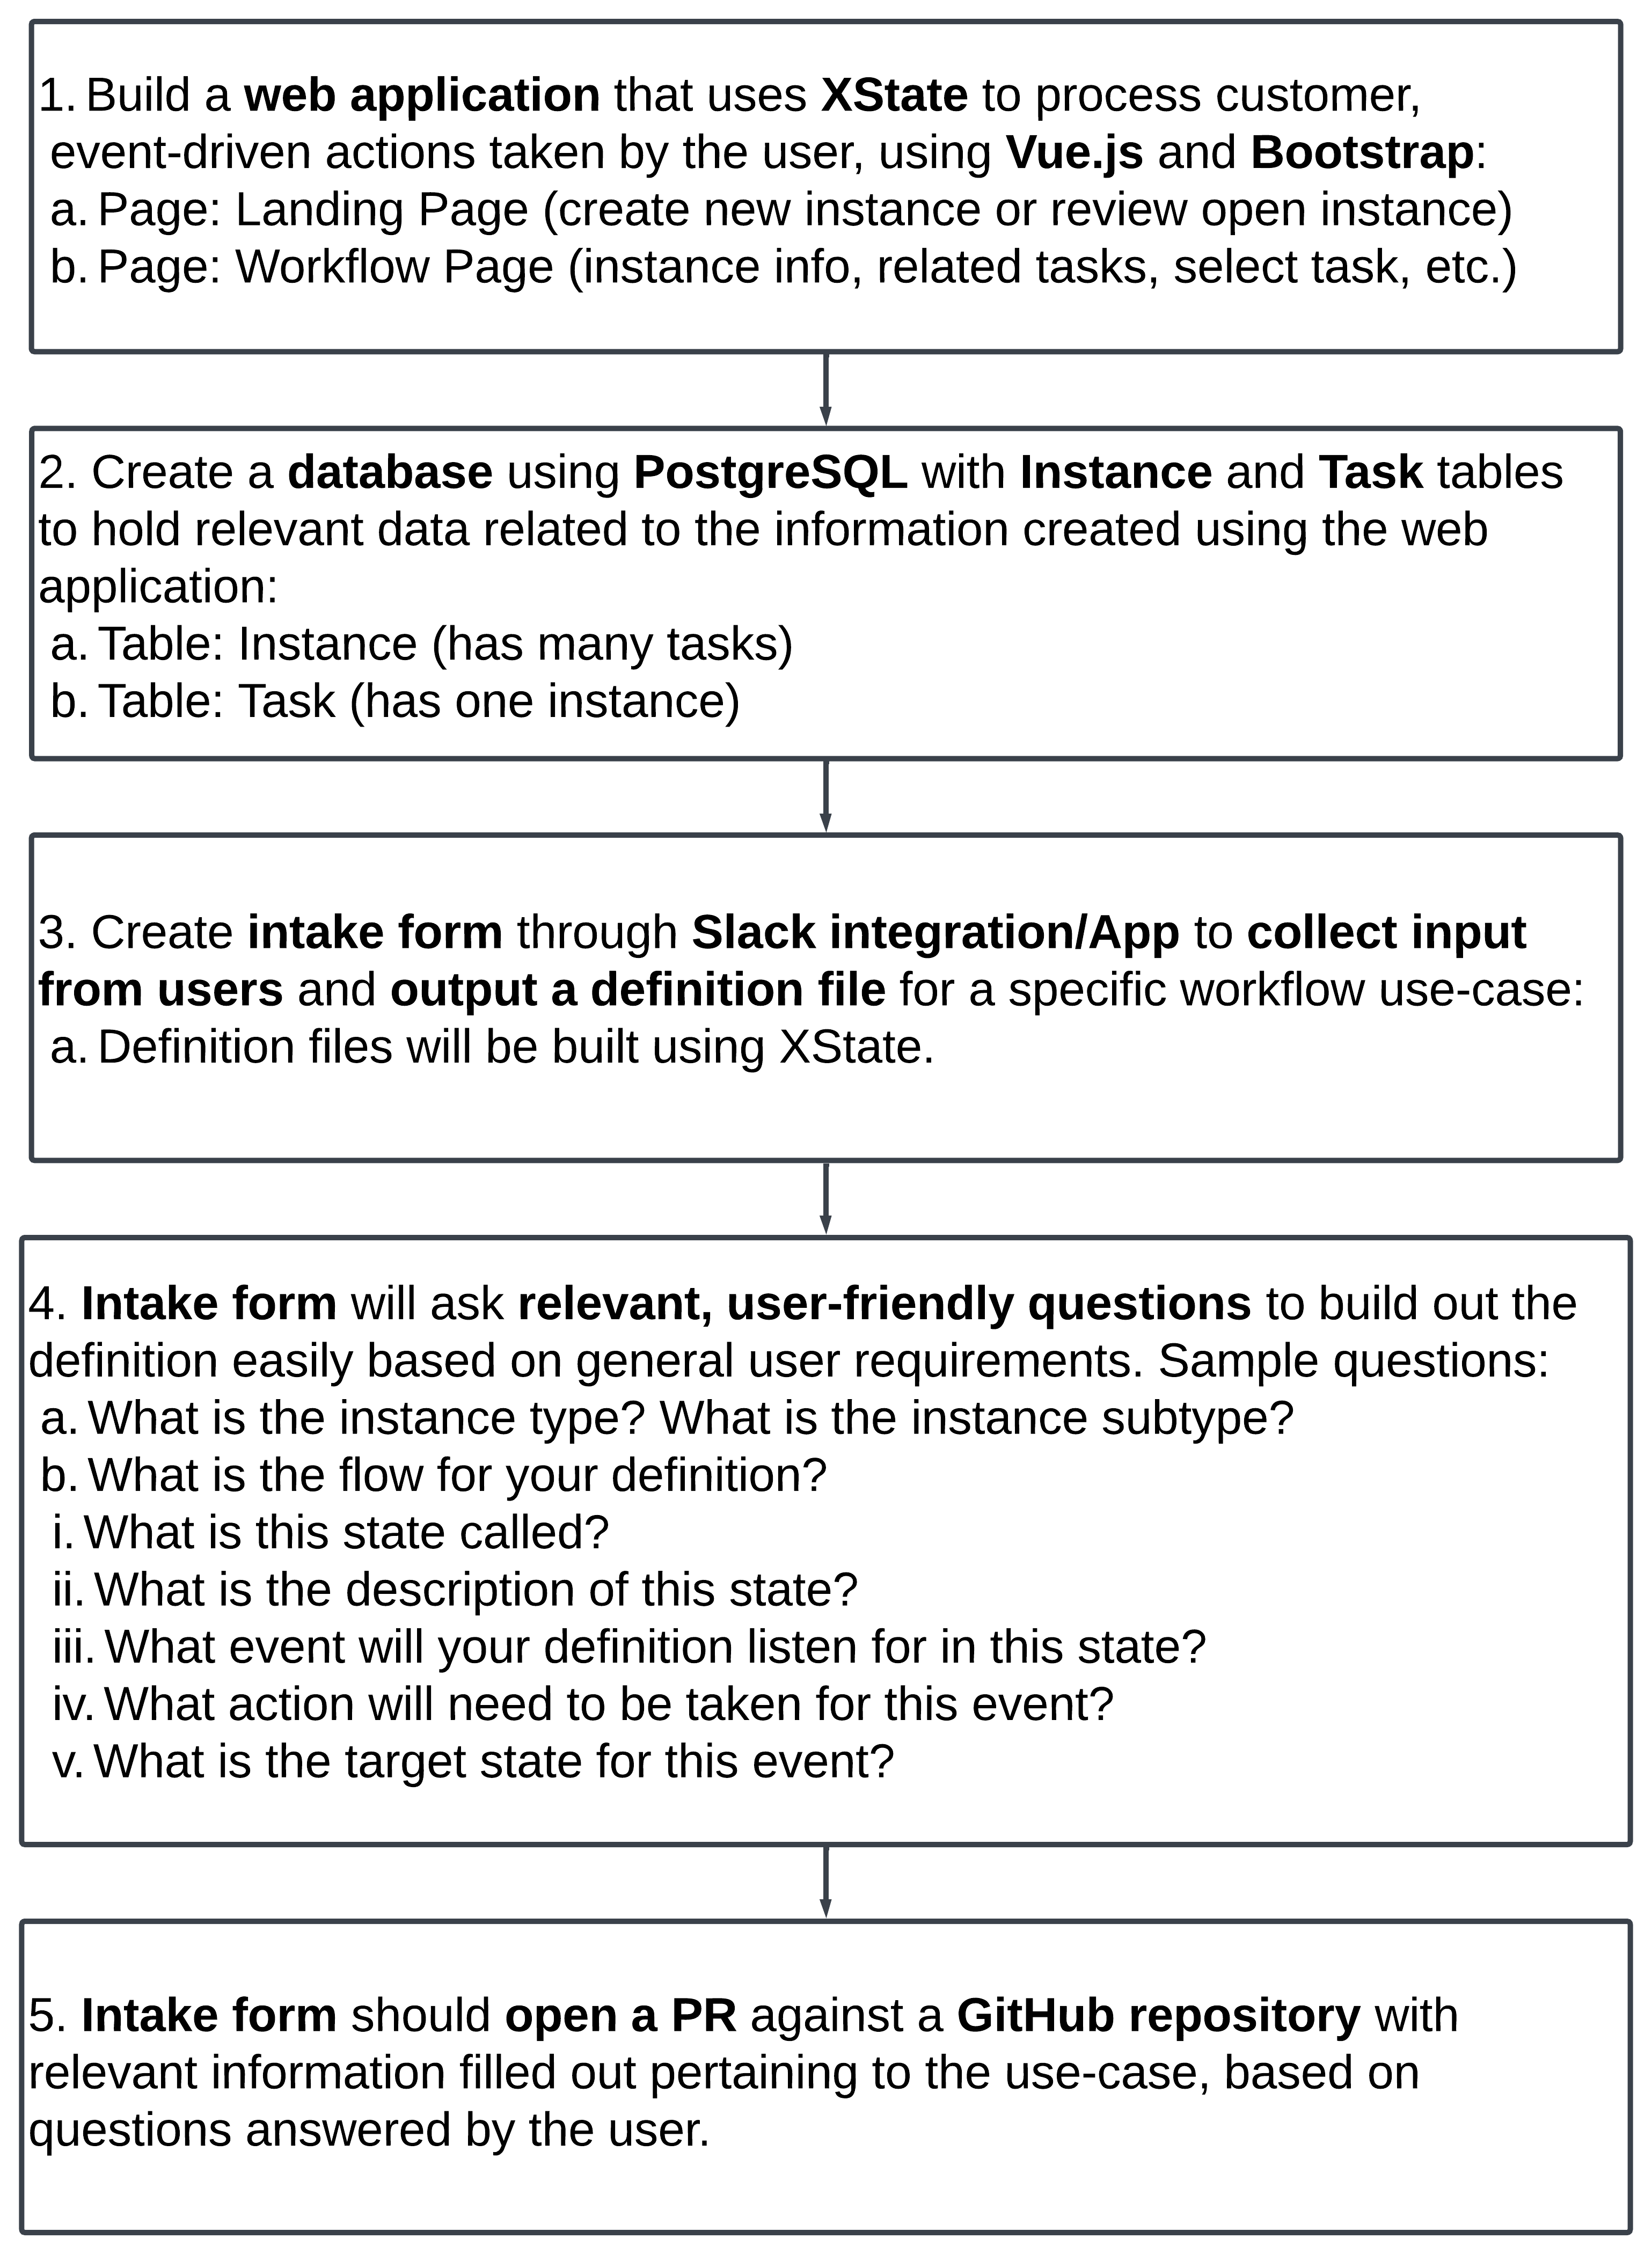 1. Build a web application that uses XState to process customer,
event-driven actions taken by the user, using Vue.js and Bootstrap:
a. Page: Landing Page (create new instance or review open instance)
b. Page: Workflow Page (instance info, related tasks, select task, etc.)
2. Create a database using PostgreSQL with Instance and Task tables
to hold relevant data related to the information created using the web
application:
a. Table: Instance (has many tasks)
b. Table: Task (has one instance)
3. Create intake form through Slack integration/App to collect input
from users and output a definition file for a specific workflow use-case:
a. Definition files will be built using XState.
4. Intake form will ask relevant, user-friendly questions to build out the
definition easily based on general user requirements. Sample questions:
a. What is the instance type? What is the instance subtype?
b. What is the flow for your definition?
i. What is this state called?
ii. What is the description of this state?
iii. What event will your definition listen for in this state?
iv. What action will need to be taken for this event?
v. What is the target state for this event?
5. Intake form should open a PR against a GitHub repository with
relevant information filled out pertaining to the use-case, based on
questions answered by the user.